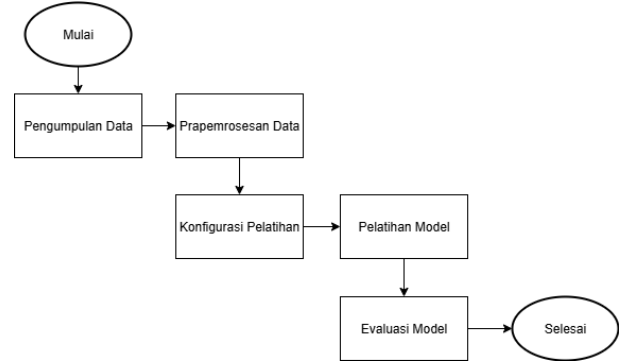 Mulai
Pengumpulan Data
Prapemrosesan Data
Konfigurasi Pelatihan
Pelatihan Model
Evaluasi Model
Selesai